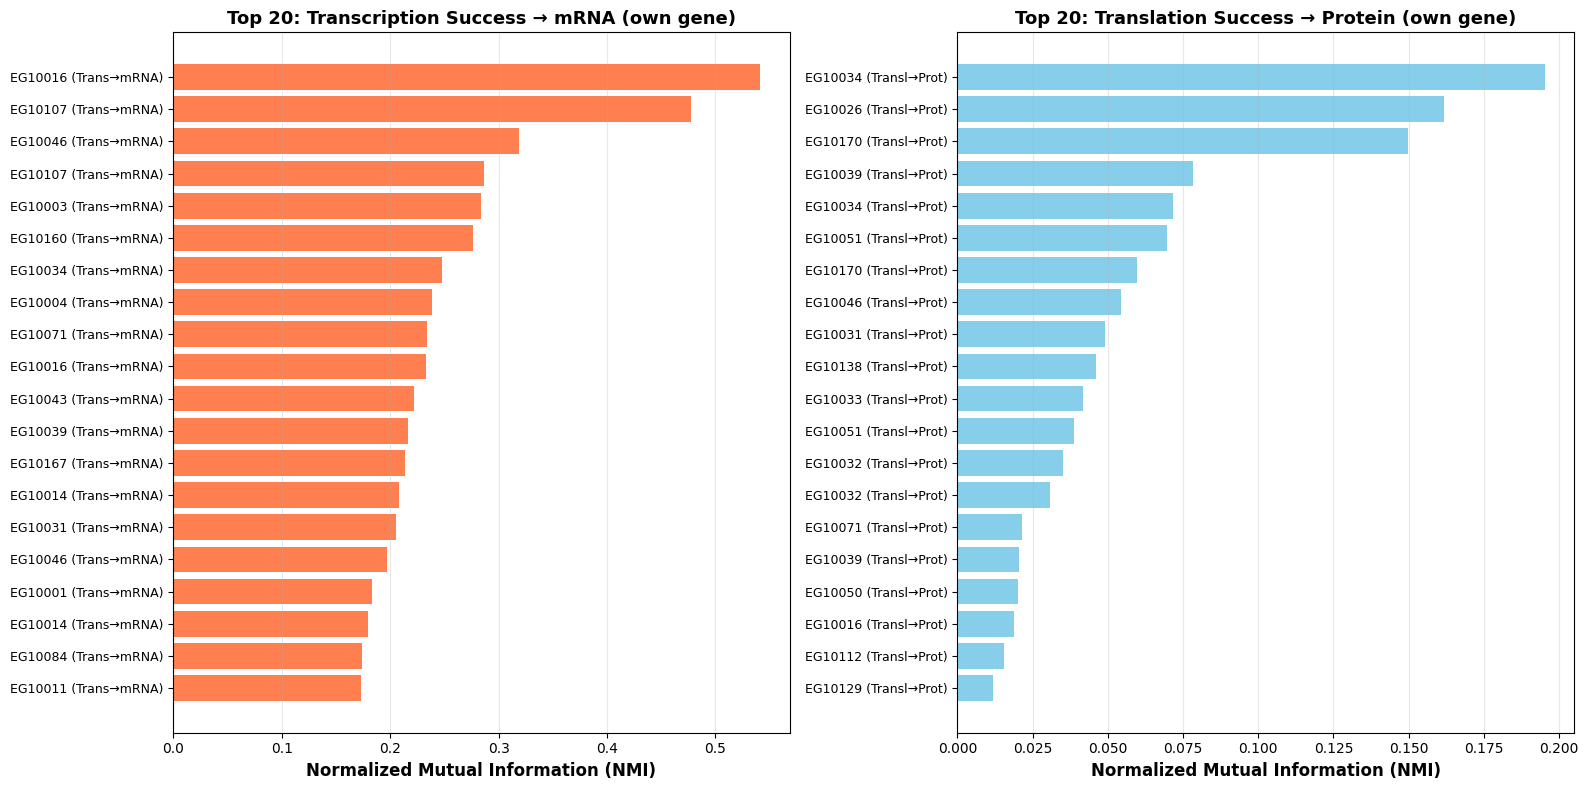 Top 20: Transcription Success → mRNA (own gene)
EG10016 (Trans→mRNA)
EG10107 (Trans→mRNA)
EG10046 (Trans→mRNA)
EG10107 (Trans→mRNA)
EG10003 (Trans→mRNA)
EG10160 (Trans→mRNA)
EG10034 (Trans→mRNA)
EG10004 (Trans→mRNA)
EG10071 (Trans→mRNA)
EG10016 (Trans→mRNA)
EG10043 (Trans→mRNA)
EG10039 (Trans→mRNA)
EG10167 (Trans→mRNA)
EG10014 (Trans→mRNA)
EG10031 (Trans→mRNA)
EG10046 (Trans→mRNA)
EG10001 (Trans→mRNA)
EG10014 (Trans→mRNA)
EG10084 (Trans→mRNA)
EG10011 (Trans→mRNA)
0.0 0.1 0.2 0.3 0.4 0.5
Normalized Mutual Information (NMI)
Top 20: Translation Success → Protein (own gene)
EG10034 (Transl→Prot)
EG10026 (Transl→Prot)
EG10170 (Transl→Prot)
EG10039 (Transl→Prot)
EG10034 (Transl→Prot)
EG10051 (Transl→Prot)
EG10170 (Transl→Prot)
EG10046 (Transl→Prot)
EG10031 (Transl→Prot)
EG10138 (Transl→Prot)
EG10033 (Transl→Prot)
EG10051 (Transl→Prot)
EG10032 (Transl→Prot)
EG10032 (Transl→Prot)
EG10071 (Transl→Prot)
EG10039 (Transl→Prot)
EG10050 (Transl→Prot)
EG10016 (Transl→Prot)
EG10112 (Transl→Prot)
EG10129 (Transl→Prot)
0.000 0.025 0.050 0.075 0.100 0.125 0.150 0.175 0.200
Normalized Mutual Information (NMI)